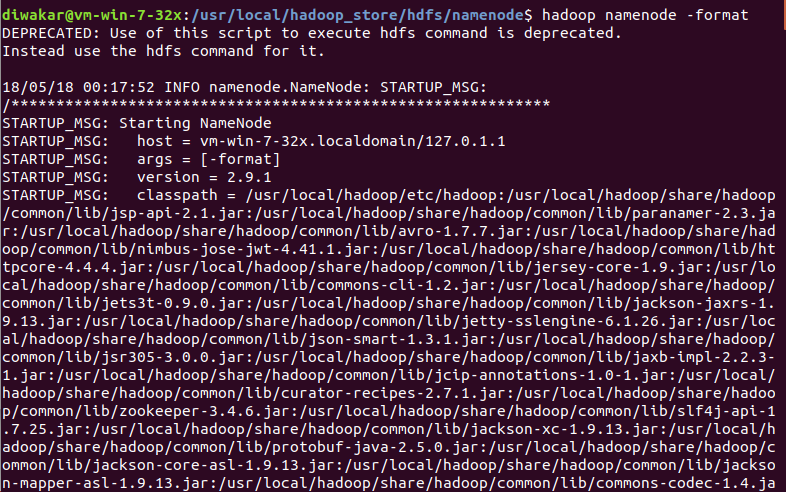 diwakar@vm-win-7-32x:/usr/local/hadoop_store/hdfs/namenode$ hadoop namenode -format
DEPRECATED: Use of this script to execute hdfs command is deprecated.
Instead use the hdfs command for it.
18/05/18 00:17:52 INFO namenode.NameNode: STARTUP_MSG:
/************************************************************
STARTUP_MSG: Starting NameNode
STARTUP_MSG:   host = vm-win-7-32x.localdomain/127.0.1.1
STARTUP_MSG:   args = [-format]
STARTUP_MSG:   version = 2.9.1
STARTUP_MSG:   classpath = /usr/local/hadoop/etc/hadoop:/usr/local/hadoop/share/hadoop
/common/lib/jsp-api-2.1.jar:/usr/local/hadoop/share/hadoop/common/lib/paranamer-2.3.ja
r:/usr/local/hadoop/share/hadoop/common/lib/avro-1.7.7.jar:/usr/local/hadoop/share/had
oop/common/lib/nimbus-jose-jwt-4.41.1.jar:/usr/local/hadoop/share/hadoop/common/lib/ht
tpcore-4.4.4.jar:/usr/local/hadoop/share/hadoop/common/lib/jersey-core-1.9.jar:/usr/lo
cal/hadoop/share/hadoop/common/lib/commons-cli-1.2.jar:/usr/local/hadoop/share/hadoop/
common/lib/jets3t-0.9.0.jar:/usr/local/hadoop/share/hadoop/common/lib/jackson-jaxrs-1.
9.13.jar:/usr/local/hadoop/share/hadoop/common/lib/jetty-sslengine-6.1.26.jar:/usr/loc
al/hadoop/share/hadoop/common/lib/json-smart-1.3.1.jar:/usr/local/hadoop/share/hadoop/
common/lib/jsr305-3.0.0.jar:/usr/local/hadoop/share/hadoop/common/lib/jaxb-impl-2.2.3-
1.jar:/usr/local/hadoop/share/hadoop/common/lib/jcip-annotations-1.0-1.jar:/usr/local/
hadoop/share/hadoop/common/lib/curator-recipes-2.7.1.jar:/usr/local/hadoop/share/hadoo
p/common/lib/zookeeper-3.4.6.jar:/usr/local/hadoop/share/hadoop/common/lib/slf4j-api-1
.7.25.jar:/usr/local/hadoop/share/hadoop/common/lib/jackson-xc-1.9.13.jar:/usr/local/h
adoop/share/hadoop/common/lib/protobuf-java-2.5.0.jar:/usr/local/hadoop/share/hadoop/c
ommon/lib/jackson-core-asl-1.9.13.jar:/usr/local/hadoop/share/hadoop/common/lib/jackso
n-mapper-asl-1.9.13.jar:/usr/local/hadoop/share/hadoop/common/lib/commons-codec-1.4.ja